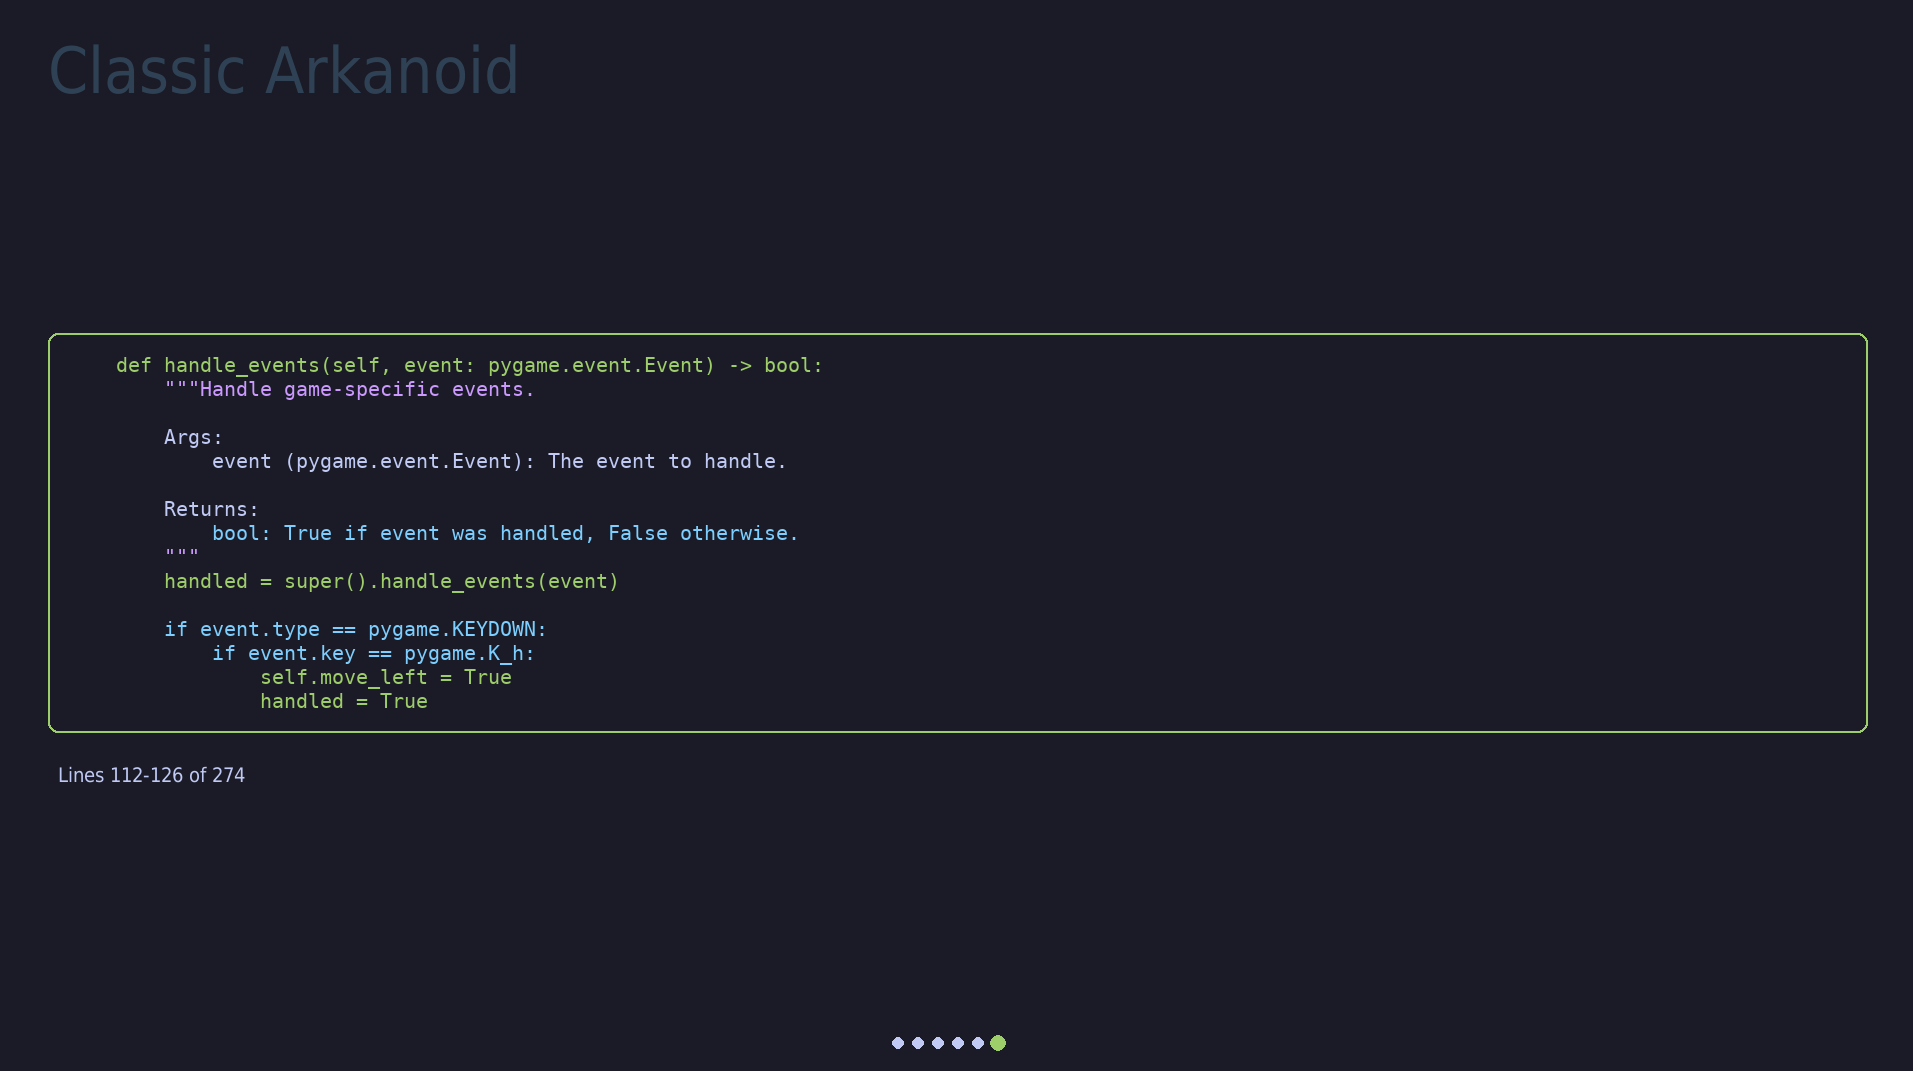 Classic Arkanoid
def handle_events(self, event: pygame.event.Event) -> bool:
"""Handle game-specific events.
Args:
event (pygame.event.Event): The event to handle.
Returns:
bool: True if event was handled, False otherwise.
"""
handled = super().handle_events(event)
if event.type == pygame.KEYDOWN:
if event.key == pygame.K_h:
self.move_left = True
handled = True
Lines 112-126 of 274